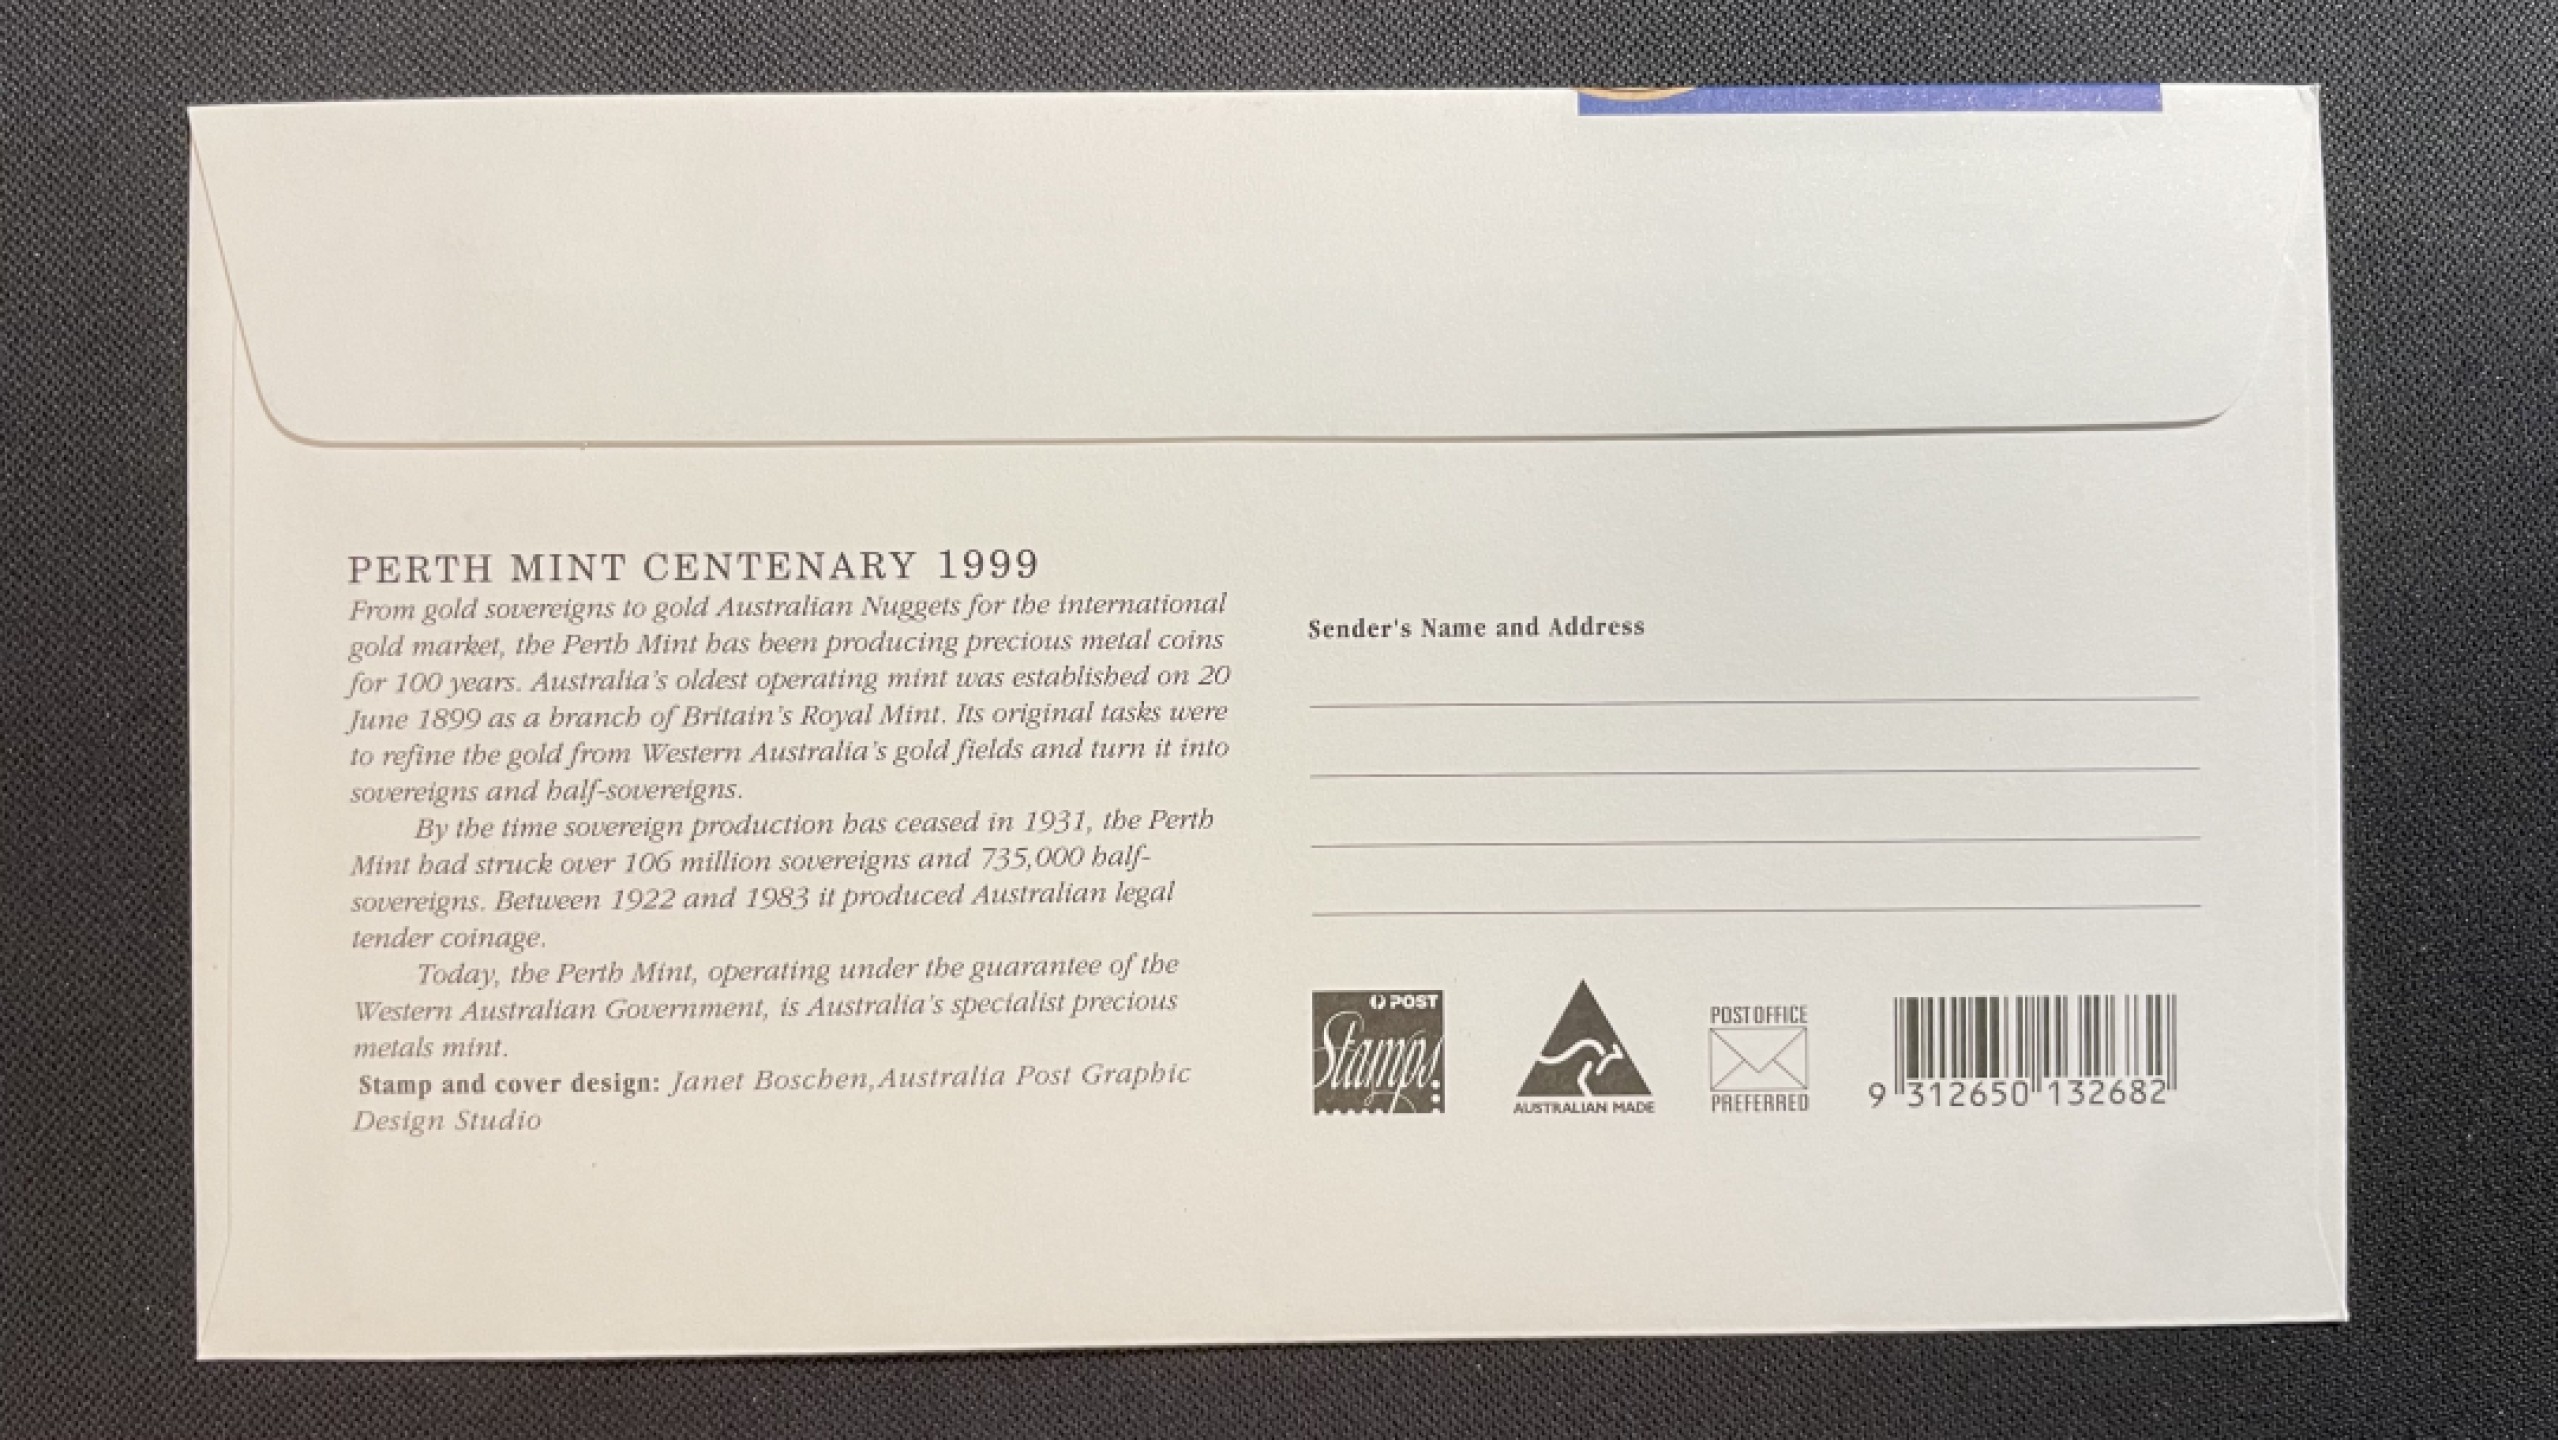 PERTH MINT CENTENARY 1999
From gold sovereigns to gold Australian Nuggets for the international
gold market, the Perth Mint has been producing precious metal coins
for 100 years. Australia's oldest operating mint was established on 20
June 1899 as a branch of Britain's Royal Mint. Its original tasks were
to refine the gold from Western Australia's gold fields and turn it into
sovereigns and half-sovereigns.
By the time sovereign production has ceased in 1931, the Perth
Mint had struck over 106 million sovereigns and 735,000 half-
sovereigns. Between 1922 and 1983 it produced Australian legal
tender coinage.
Today, the Perth Mint, operating under the guarantee of the
Western Australian Government, is Australia's specialist precious
metals mint.
Stamp and cover design: Janet Boschen, Australia Post Graphic
Design Studio
Sender's Name and Address
POST
Stamps
AUSTRALIAN MADE
POST OFFICE
PREFERRED
9 312650 132682